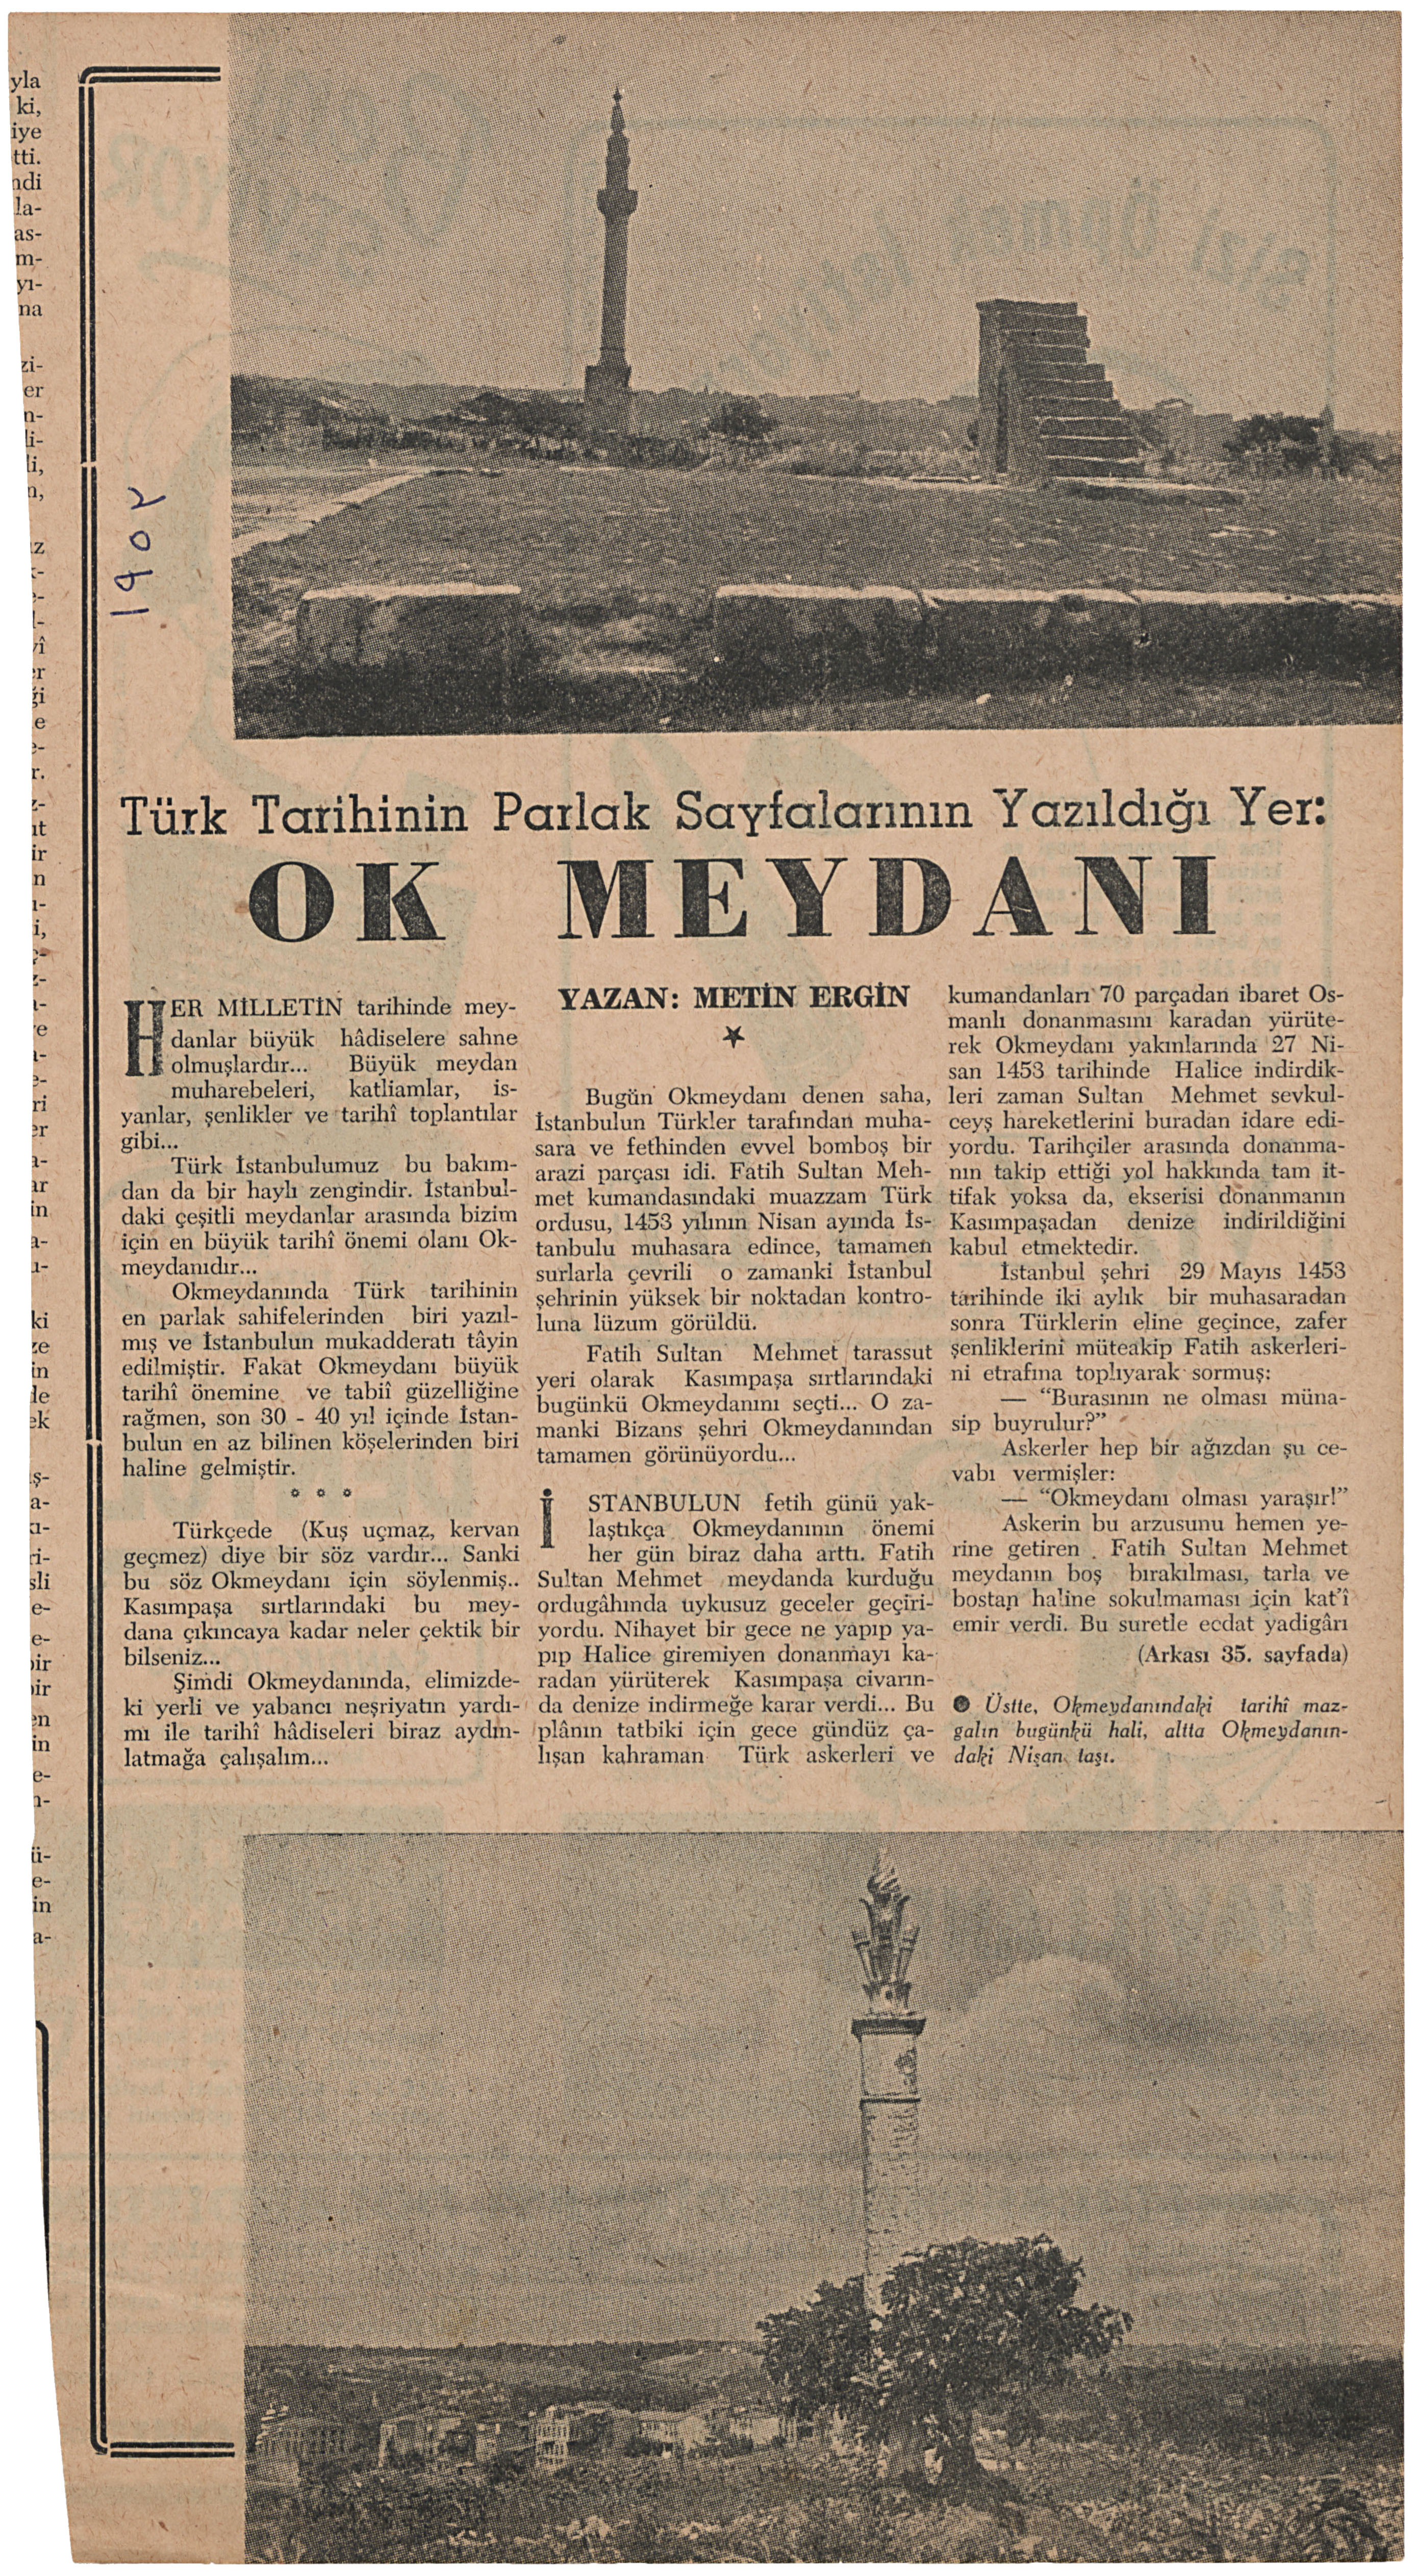 1902
Türk Tarihinin Parlak Sayfalarının Yazıldığı Yer:
OK MEYDANI
HER MİLLETİN tarihinde mey-
danlar büyük hâdiselere sahne
olmuşlardır... Büyük meydan
muharebeleri, katliamlar, is-
yanlar, şenlikler ve tarihî toplantılar
gibi...
Türk İstanbulumuz bu bakım-
dan da bir haylı zengindir. İstanbul-
daki çeşitli meydanlar arasında bizim
için en büyük tarihî önemi olanı Ok-
meydanıdır...
Okmeydanında Türk tarihinin
en parlak sahifelerinden biri yazıl-
mış ve İstanbulun mukadderatı tâyin
edilmiştir. Fakat Okmeydanı büyük
tarihî önemine ve tabiî güzelliğine
rağmen, son 30 - 40 yıl içinde İstan-
bulun en az bilinen köşelerinden biri
haline gelmiştir.
Türkçede (Kuş uçmaz, kervan
geçmez) diye bir söz vardır... Sanki
bu söz Okmeydanı için söylenmiş..
Kasımpaşa sırtlarındaki bu mey-
dana çıkıncaya kadar neler çektik bir
bilseniz...
Şimdi Okmeydanında, elimizde-
ki yerli ve yabancı neşriyatın yardı-
mı ile tarihî hâdiseleri biraz aydın-
latmağa çalışalım...
YAZAN: METİN ERGİN
Bugün Okmeydanı denen saha,
İstanbulun Türkler tarafından muha-
sara ve fethinden evvel bomboş bir
arazi parçası idi. Fatih Sultan Meh-
met kumandasındaki muazzam Türk
ordusu, 1453 yılının Nisan ayında İs-
tanbulu muhasara edince, tamamen
surlarla çevrili o zamanki İstanbul
şehrinin yüksek bir noktadan kontro-
luna lüzum görüldü.
Fatih Sultan Mehmet tarassut
yeri olarak Kasımpaşa sırtlarındaki
bugünkü Okmeydanını seçti... O za-
manki Bizans şehri Okmeydanından
tamamen görünüyordu...
İSTANBULUN fetih günü yak-
laştıkça Okmeydanının önemi
her gün biraz daha arttı. Fatih
Sultan Mehmet meydanda kurduğu
ordugâhında uykusuz geceler geçiri-
yordu. Nihayet bir gece ne yapıp ya-
pıp Halice giremiyen donanmayı ka-
radan yürüterek Kasımpaşa civarın-
da denize indirmeğe karar verdi... Bu
plânın tatbiki için gece gündüz ça-
lışan kahraman Türk askerleri ve
kumandanları 70 parçadan ibaret Os-
manlı donanmasını karadan yürüte-
rek Okmeydanı yakınlarında 27 Ni-
san 1453 tarihinde Halice indirdik-
leri zaman Sultan Mehmet sevkul-
ceyş hareketlerini buradan idare edi-
yordu. Tarihçiler arasında donanma-
nın takip ettiği yol hakkında tam it-
tifak yoksa da, ekserisi donanmanın
Kasımpaşadan denize indirildiğini
kabul etmektedir.
İstanbul şehri 29 Mayıs 1453
tarihinde iki aylık bir muhasaradan
sonra Türklerin eline geçince, zafer
şenliklerini müteakip Fatih askerleri-
ni etrafına toplıyarak sormuş:
— “Burasının ne olması müna-
sip buyrulur?”
Askerler hep bir ağızdan şu ce-
vabı vermişler:
— “Okmeydanı olması yaraşır!”
Askerin bu arzusunu hemen ye-
rine getiren Fatih Sultan Mehmet
meydanın boş bırakılması, tarla ve
bostan haline sokulmaması için kat'î
emir verdi. Bu suretle ecdat yadigârı
(Arkası 35. sayfada)
● Üstte, Okmeydanındaki tarihî maz-
galın bugünkü hali, altta Okmeydanın-
daki Nişan taşı.